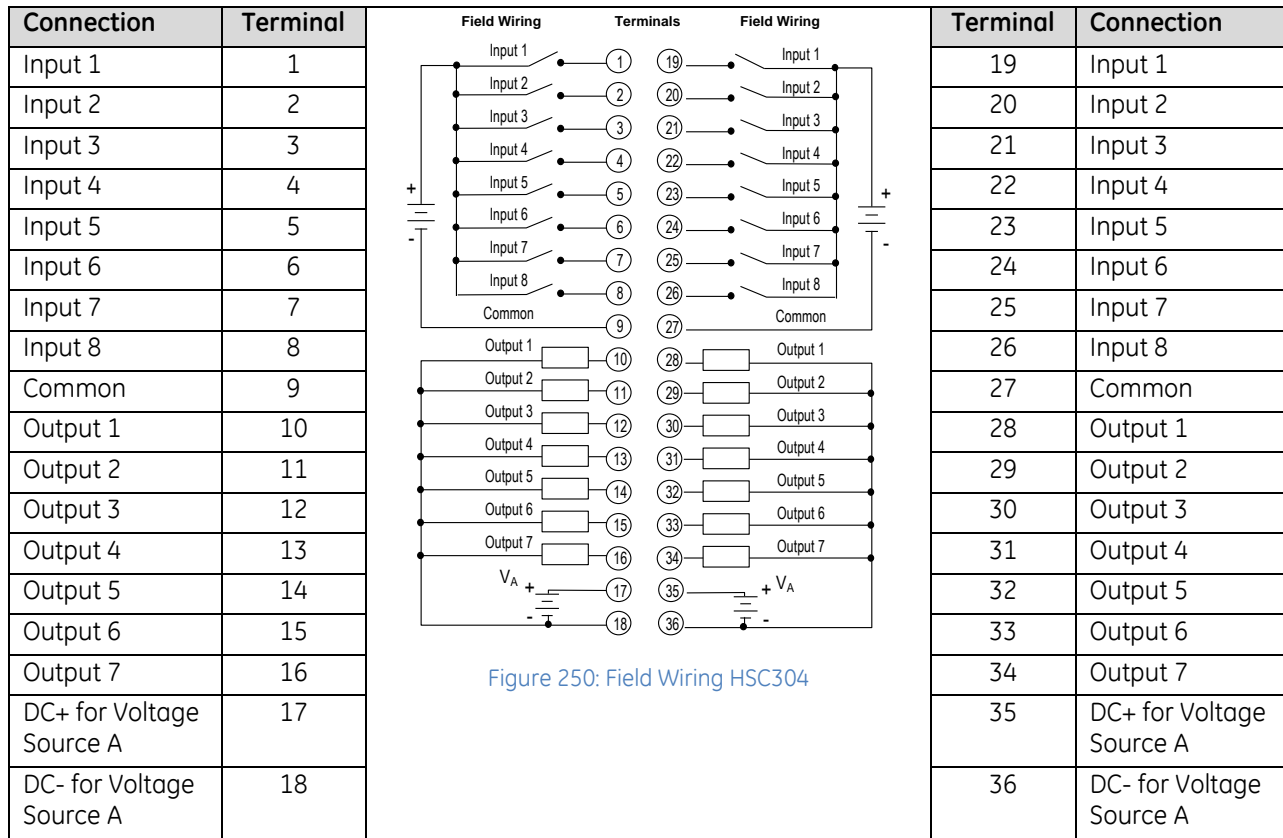 Connection Terminal
Input 1 1
Input 2 2
Input 3 3
Input 4 4
Input 5 5
Input 6 6
Input 7 7
Input 8 8
Common 9
Output 1 10
Output 2 11
Output 3 12
Output 4 13
Output 5 14
Output 6 15
Output 7 16
DC+ for Voltage 17
Source A
DC- for Voltage 18
Source A
Field Wiring Terminals Field Wiring
Input 1 1 19 Input 1
Input 2 2 20 Input 2
Input 3 3 21 Input 3
Input 4 4 22 Input 4
+ Input 5 5 23 Input 5 +
- Input 6 6 24 Input 6 -
Input 7 7 25 Input 7
Input 8 8 26 Input 8
Common 9 27 Common
Output 1 10 28 Output 1
Output 2 11 29 Output 2
Output 3 12 30 Output 3
Output 4 13 31 Output 4
Output 5 14 32 Output 5
Output 6 15 33 Output 6
Output 7 16 34 Output 7
VA + 17 35 + VA
- 18 36 -
Figure 250: Field Wiring HSC304
Terminal Connection
19 Input 1
20 Input 2
21 Input 3
22 Input 4
23 Input 5
24 Input 6
25 Input 7
26 Input 8
27 Common
28 Output 1
29 Output 2
30 Output 3
31 Output 4
32 Output 5
33 Output 6
34 Output 7
35 DC+ for Voltage
Source A
36 DC- for Voltage
Source A